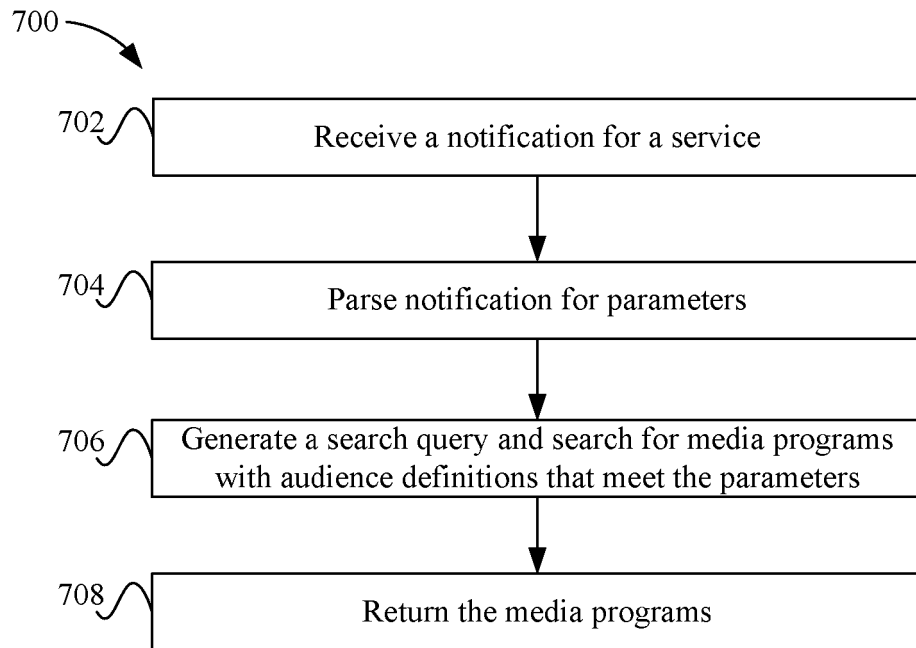 700
702
Receive a notification for a service
704
Parse notification for parameters
706
Generate a search query and search for media programs
with audience definitions that meet the parameters
708
Return the media programs